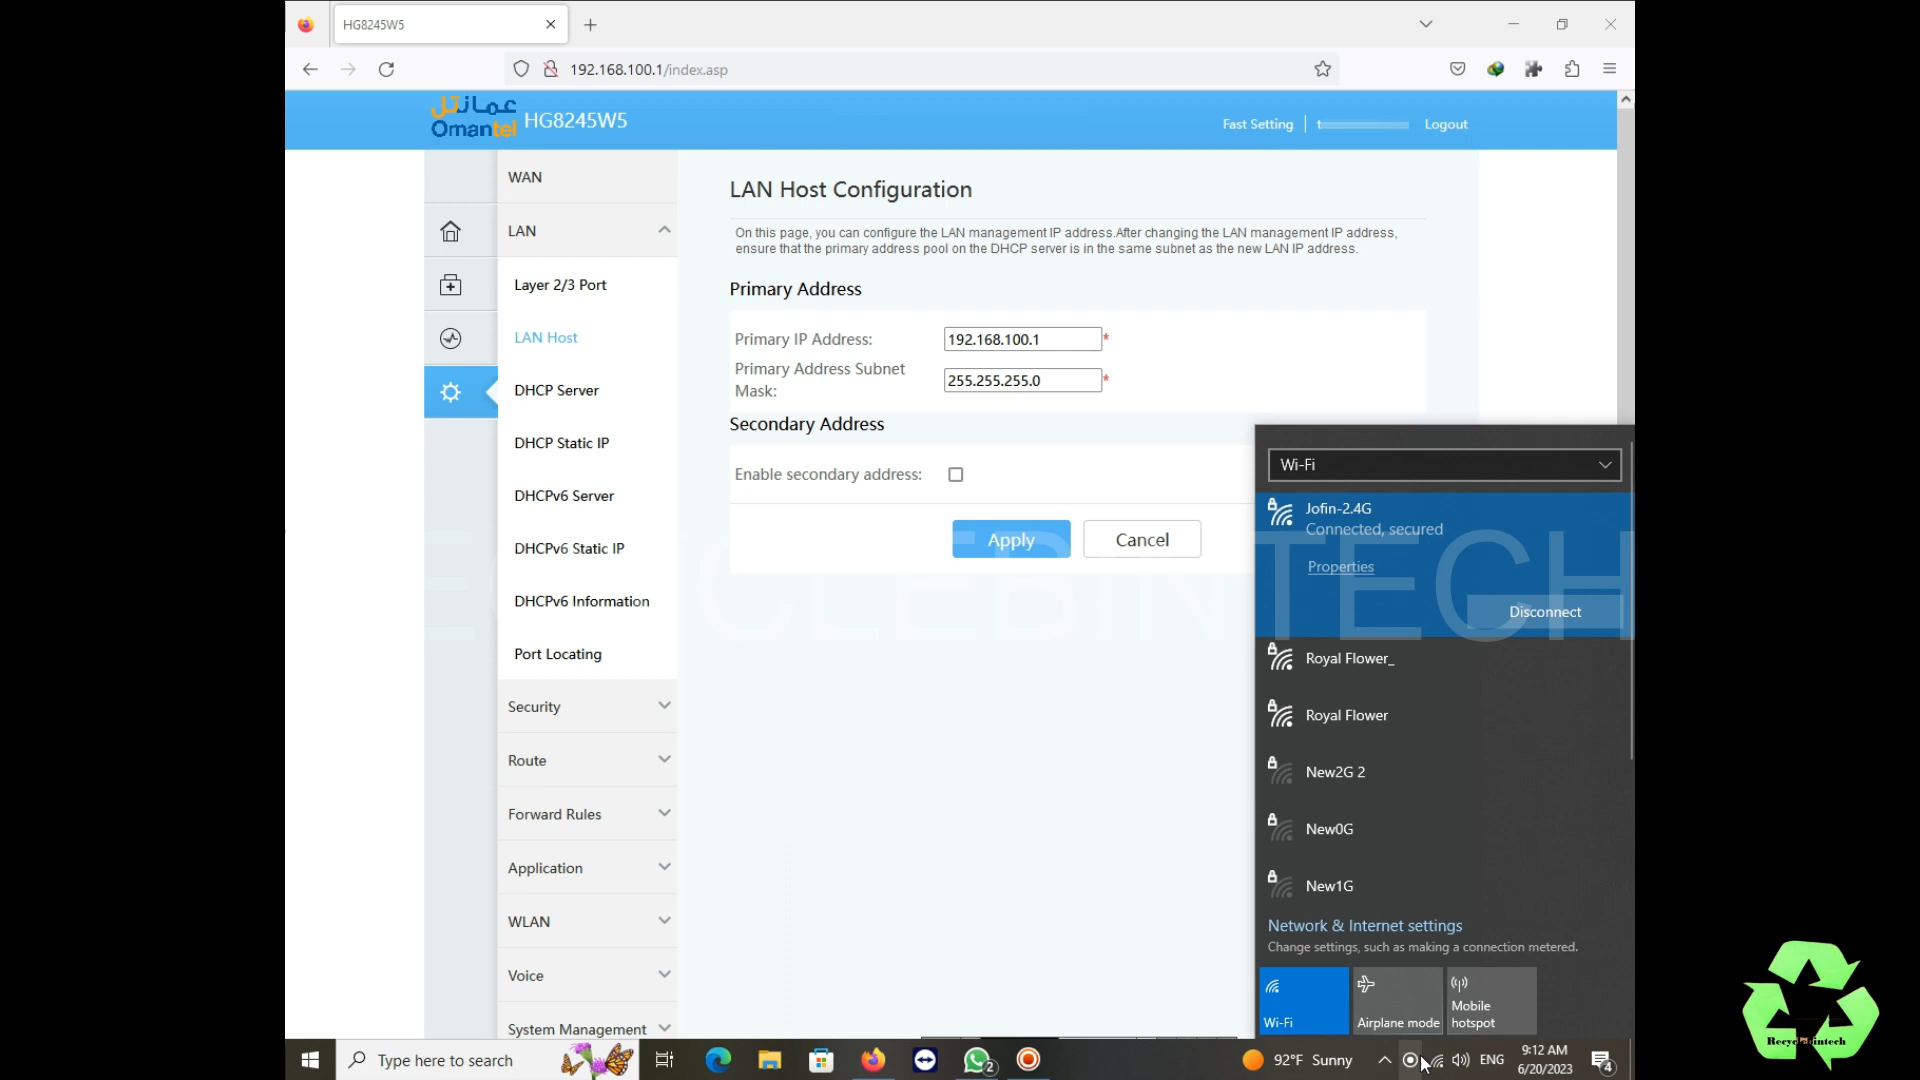 HG8245W5
192.168.100.1/index.asp
عمانتل
Omantel
HG8245W5
Fast Setting
Logout
WAN
LAN
Layer 2/3 Port
LAN Host
DHCP Server
DHCP Static IP
DHCPv6 Server
DHCPv6 Static IP
DHCPv6 Information
Port Locating
Security
Route
Forward Rules
Application
WLAN
Voice
System Management
LAN Host Configuration
On this page, you can configure the LAN management IP address.After changing the LAN management IP address,
ensure that the primary address pool on the DHCP server is in the same subnet as the new LAN IP address.
Primary Address
Primary IP Address:
192.168.100.1 *
Primary Address Subnet
Mask:
255.255.255.0 *
Secondary Address
Enable secondary address:
Apply
Cancel
Wi-Fi
Jofin-2.4G
Connected, secured
Properties
Disconnect
Royal Flower_
Royal Flower
New2G 2
New0G
New1G
Network & Internet settings
Change settings, such as making a connection metered.
Wi-Fi
Airplane mode
Mobile
hotspot
Type here to search
2
92°F Sunny
ENG
9:12 AM
6/20/2023
4